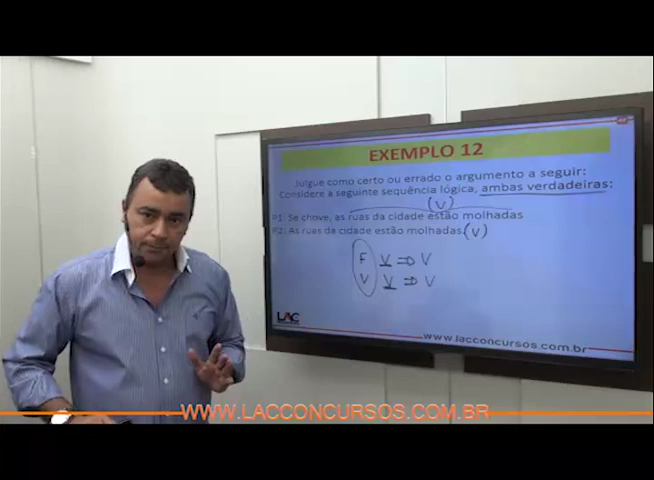 EXEMPLO 12
Julgue como certo ou errado o argumento a seguir:
Considere a seguinte sequência lógica, ambas verdadeiras:
(V)
P1: Se chove, as ruas da cidade estão molhadas
P2: As ruas da cidade estão molhadas (V)
F V ⇒ V
V V ⇒ V
LAC
www.lacconcursos.com.br
WWW.LACCONCURSOS.COM.BR